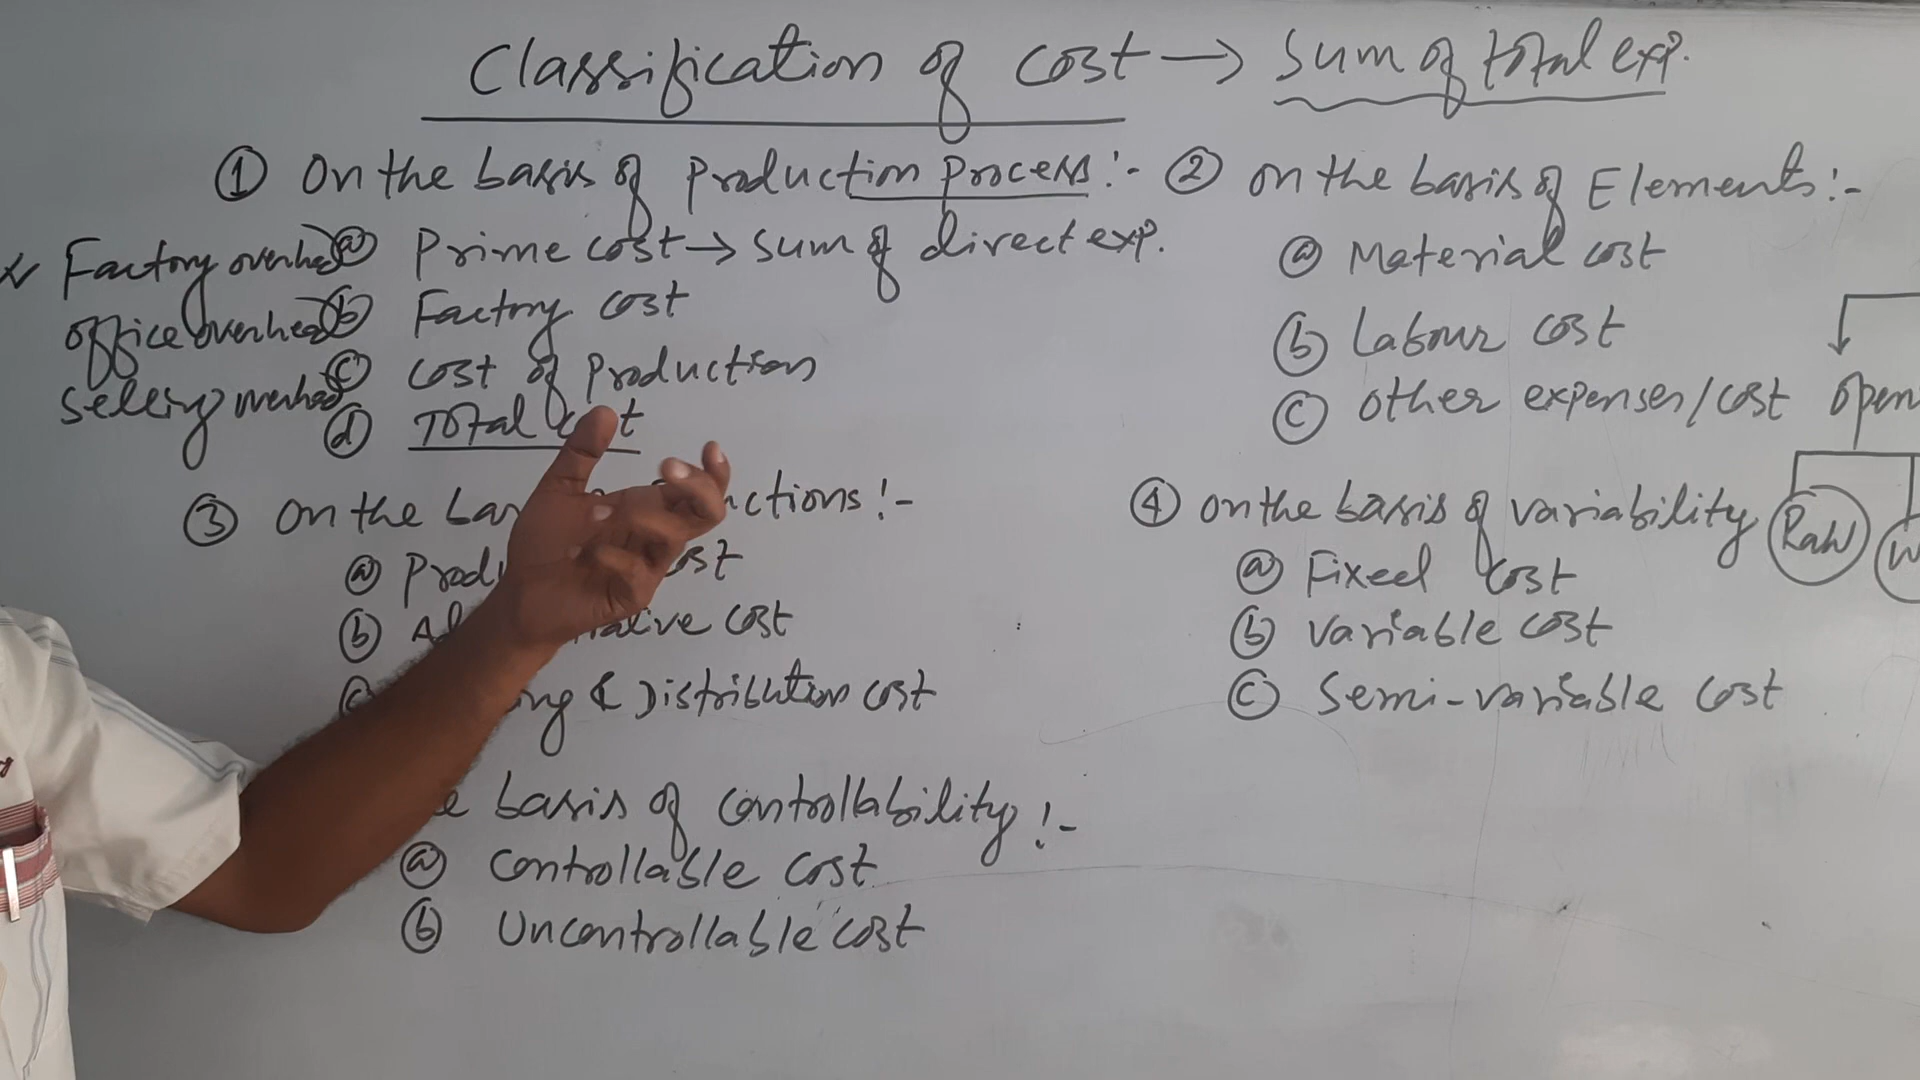 Classification of cost → Sum of total exp.
① On the basis of Production Process:-
Factory overhead ⓐ Prime cost → sum of direct exp.
office overhead ⓑ Factory cost
selling overhead ⓒ cost of Production
ⓓ Total
② on the basis of Elements:-
ⓐ Material cost
ⓑ Labour cost
ⓒ other expenses/cost
③ On the
ⓐ
ⓑ cost
ⓒ & Distribution cost
④ on the basis of variability
ⓐ Fixed cost
ⓑ variable cost
ⓒ Semi-variable cost
Raw
basis of controllability:-
ⓐ controllable cost
ⓑ Uncontrollable cost